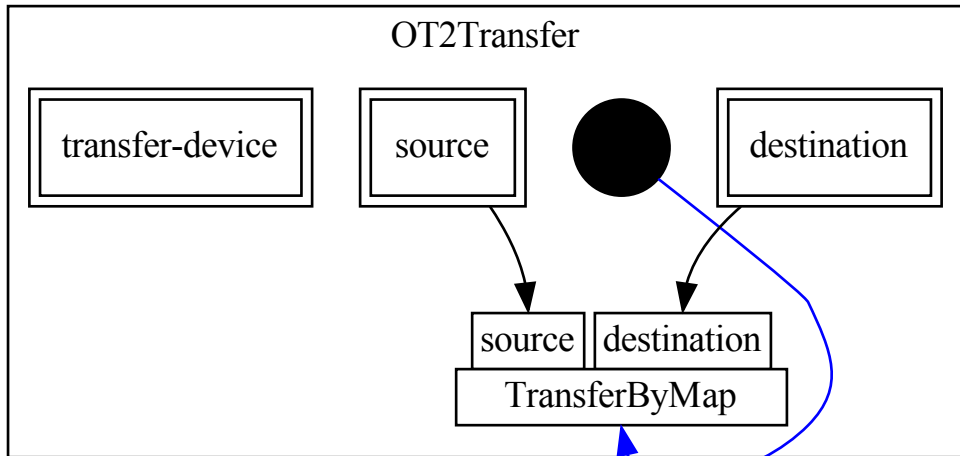 OT2Transfer
transfer-device
source
destination
source
destination
TransferByMap